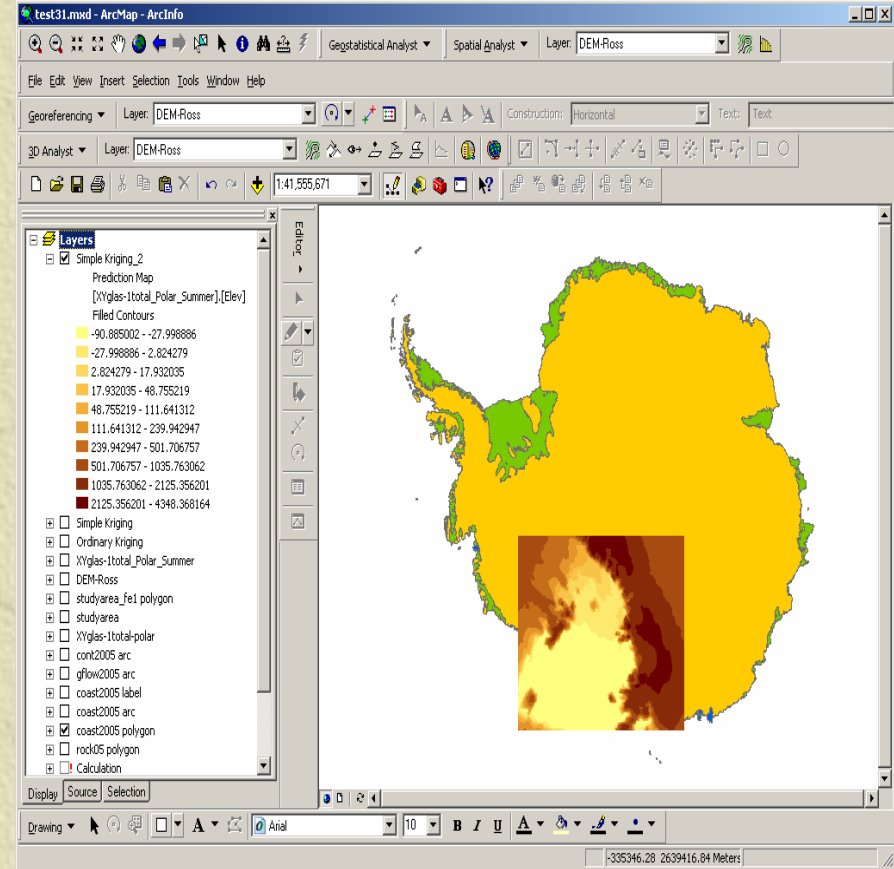 test31.mxd - ArcMap - ArcInfo
Geostatistical Analyst Spatial Analyst Layer: DEM-Ross
File Edit View Insert Selection Tools Window Help
Georeferencing Layer: DEM-Ross Construction: Horizontal Text: Text
3D Analyst Layer: DEM-Ross
1:41,555,671
Editor
Layers
Simple Kriging_2
Prediction Map
[XYglas-1total_Polar_Summer].[Elev]
Filled Contours
-90.885002 - -27.998886
-27.998886 - 2.824279
2.824279 - 17.932035
17.932035 - 48.755219
48.755219 - 111.641312
111.641312 - 239.942947
239.942947 - 501.706757
501.706757 - 1035.763062
1035.763062 - 2125.356201
2125.356201 - 4348.368164
Simple Kriging
Ordinary Kriging
XYglas-1total_Polar_Summer
DEM-Ross
studyarea_fe1 polygon
studyarea
XYglas-1total-polar
cont2005 arc
gflow2005 arc
coast2005 label
coast2005 arc
coast2005 polygon
rock05 polygon
Calculation
Display Source Selection
Drawing A Arial 10 B I U A
-335346.28 2639416.84 Meters